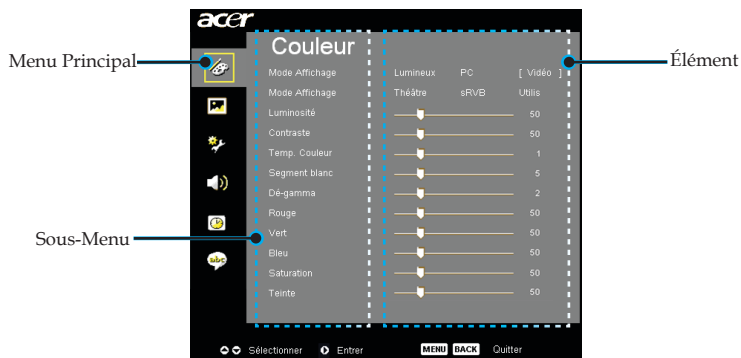 acer
Couleur
Menu Principal
Élément
Mode Affichage Lumineux PC [ Vidéo ]
Mode Affichage Théâtre sRVB Utilis
Luminosité 50
Contraste 50
Temp. Couleur 1
Segment blanc 5
Dé-gamma 2
Rouge 50
Sous-Menu
Vert 50
Bleu 50
abc
Saturation 50
Teinte 50
Sélectionner Entrer MENU BACK Quitter